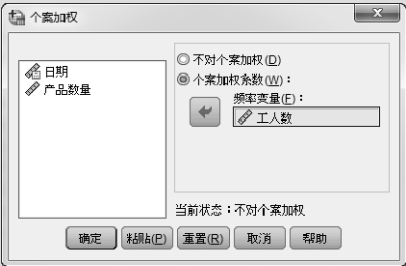 个案加权
日期
产品数量
不对个案加权(D)
个案加权系数(W)：
频率变量(F)：
工人数
当前状态：不对个案加权
确定
粘贴(P)
重置(R)
取消
帮助